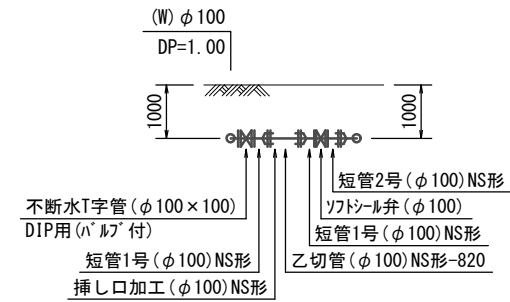 (W)φ100
DP=1.00
1000
1000
短管2号(φ100)NS形
不断水T字管(φ100×100)
ソフトシール弁(φ100)
DIP用(バルブ付)
短管1号(φ100)NS形
短管1号(φ100)NS形
乙切管(φ100)NS形-820
挿し口加工(φ100)NS形